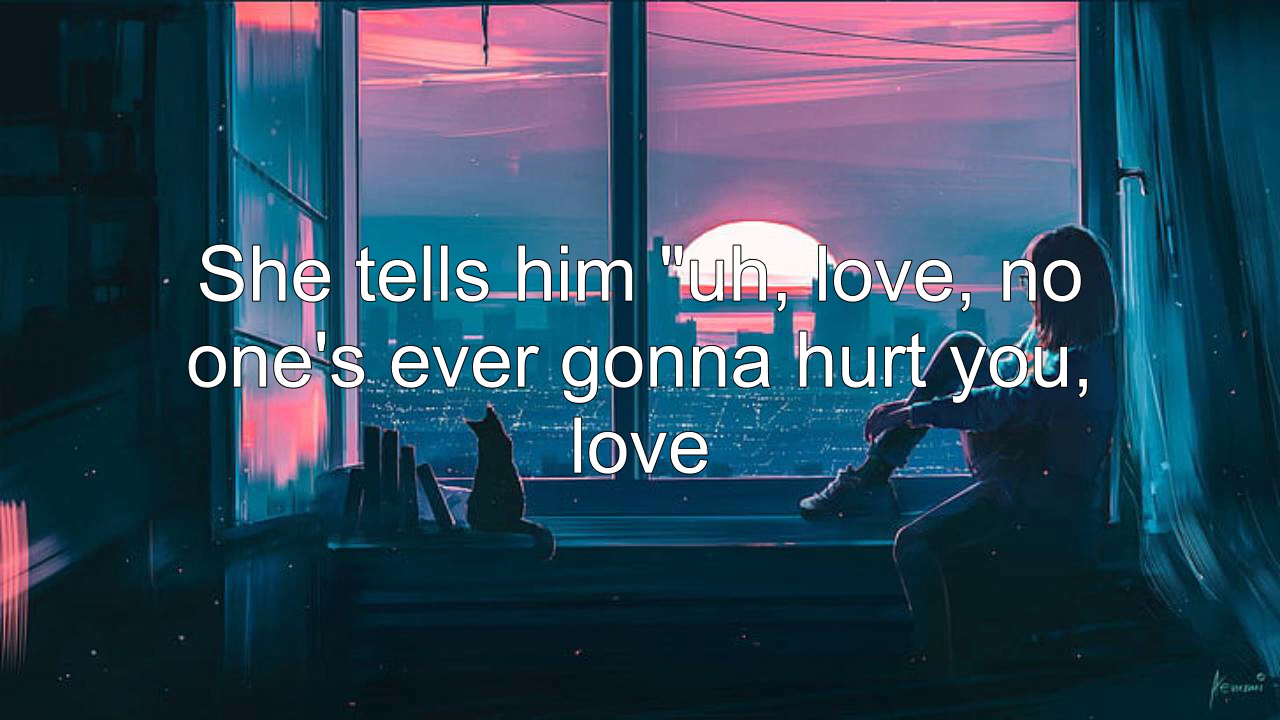 She tells him "uh, love, no
one's ever gonna hurt you,
love